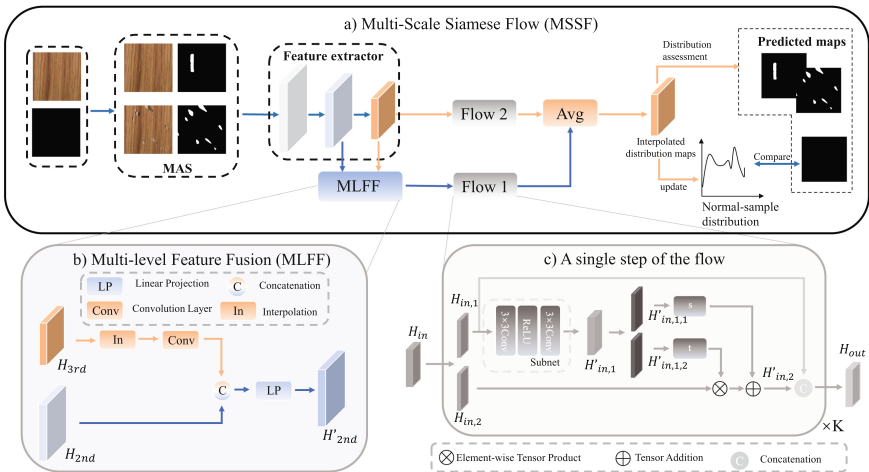 a) Multi-Scale Siamese Flow (MSSF)
MAS
Feature extractor
MLFF
Flow 2
Flow 1
Avg
Interpolated
distribution maps
Distribution
assessment
update
Predicted maps
Compare
Normal-sample
distribution
b) Multi-level Feature Fusion (MLFF)
LP
Linear Projection
C
Concatenation
Conv
Convolution Layer
In
Interpolation
H3rd
In
Conv
C
LP
H2nd
H'2nd
c) A single step of the flow
Hin
Hin,1
Hin,2
3×3Conv
ReLU
3×3Conv
Subnet
H'in,1
H'in,1,1
H'in,1,2
s
t
H'in,2
C
Hout
×K
Element-wise Tensor Product
Tensor Addition
C
Concatenation